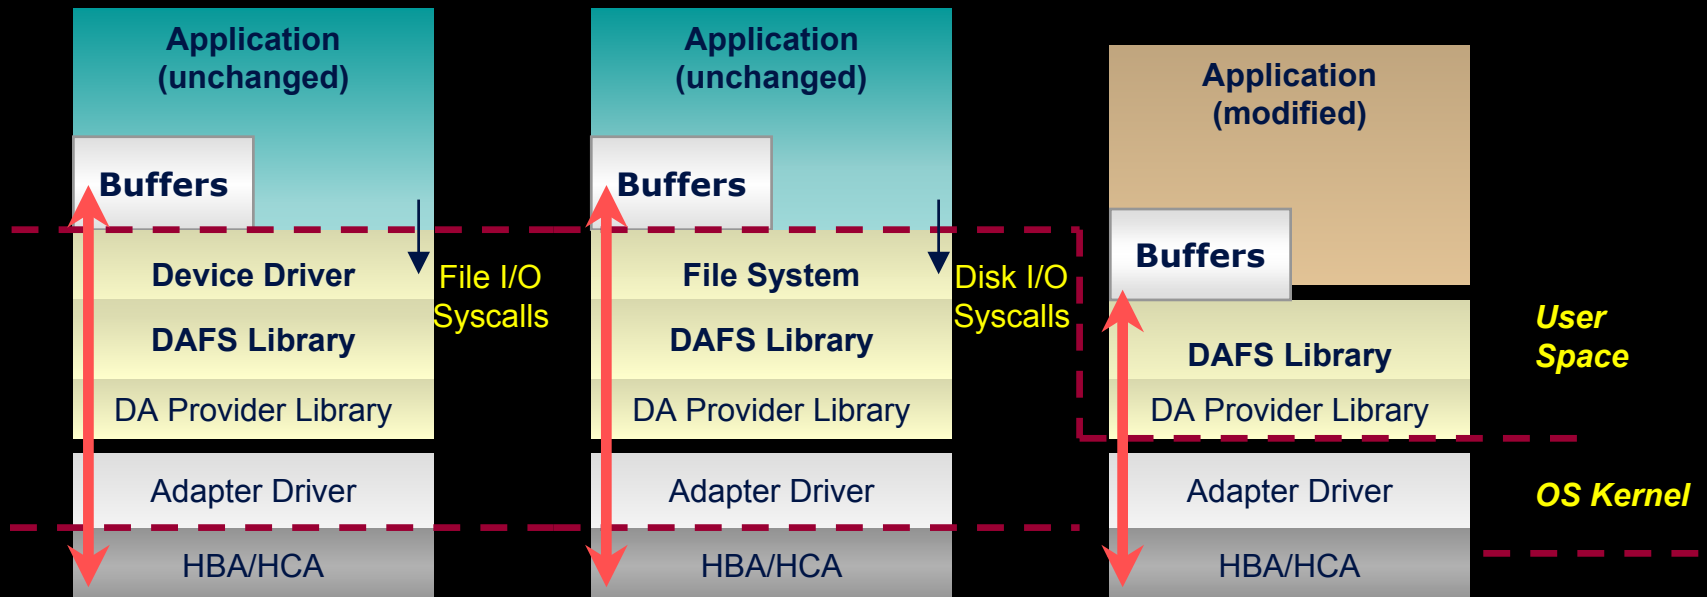 Application
(unchanged)
Buffers
Device Driver
DAFS Library
DA Provider Library
Adapter Driver
HBA/HCA
File I/O
Syscalls
Application
(unchanged)
Buffers
File System
DAFS Library
DA Provider Library
Adapter Driver
HBA/HCA
Disk I/O
Syscalls
Application
(modified)
Buffers
DAFS Library
DA Provider Library
Adapter Driver
HBA/HCA
User
Space
OS Kernel